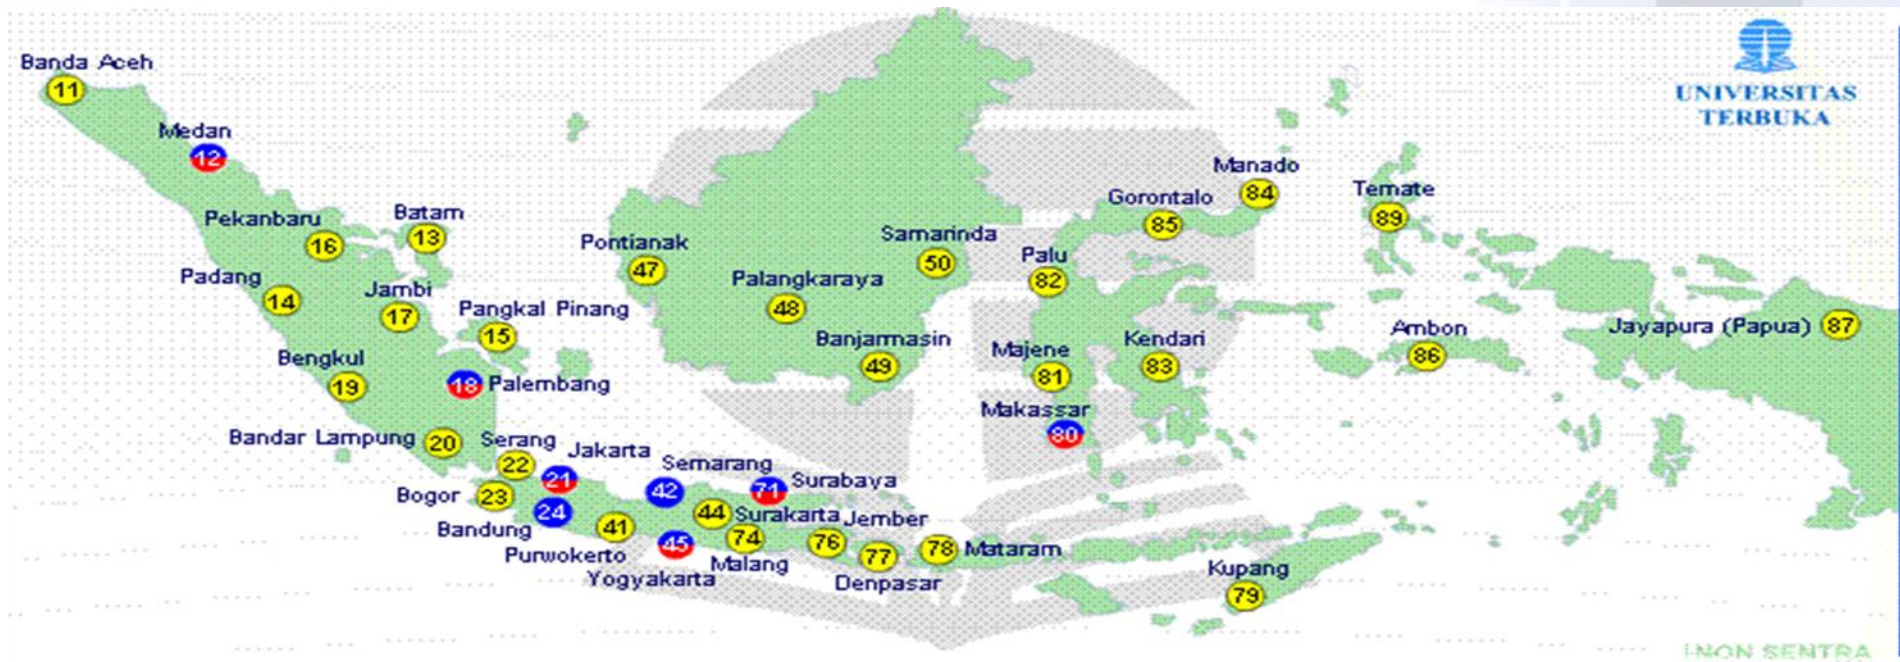 UNIVERSITAS
TERBUKA
Banda Aceh
11
Medan
12
Pekanbaru
16
Batam
13
Padang
14
Jambi
17
Pangkal Pinang
15
Bengkul
19
18 Palembang
Bandar Lampung 20
Serang
22
Jakarta
21
Bogor 23
24
Bandung
41
Purwokerto
Semarang
42
71 Surabaya
44 Surakarta
45
Yogyakarta
74
Malang
Jember
76
77
Denpasar
78 Mataram
Kupang
79
Pontianak
47
Palangkaraya
48
Banjarmasin
49
Samarinda
50
Palu
82
Gorontalo
85
Manado
84
Majene
81
Kendari
83
Makassar
80
Ternate
89
Ambon
86
Jayapura (Papua) 87
NON SENTRA